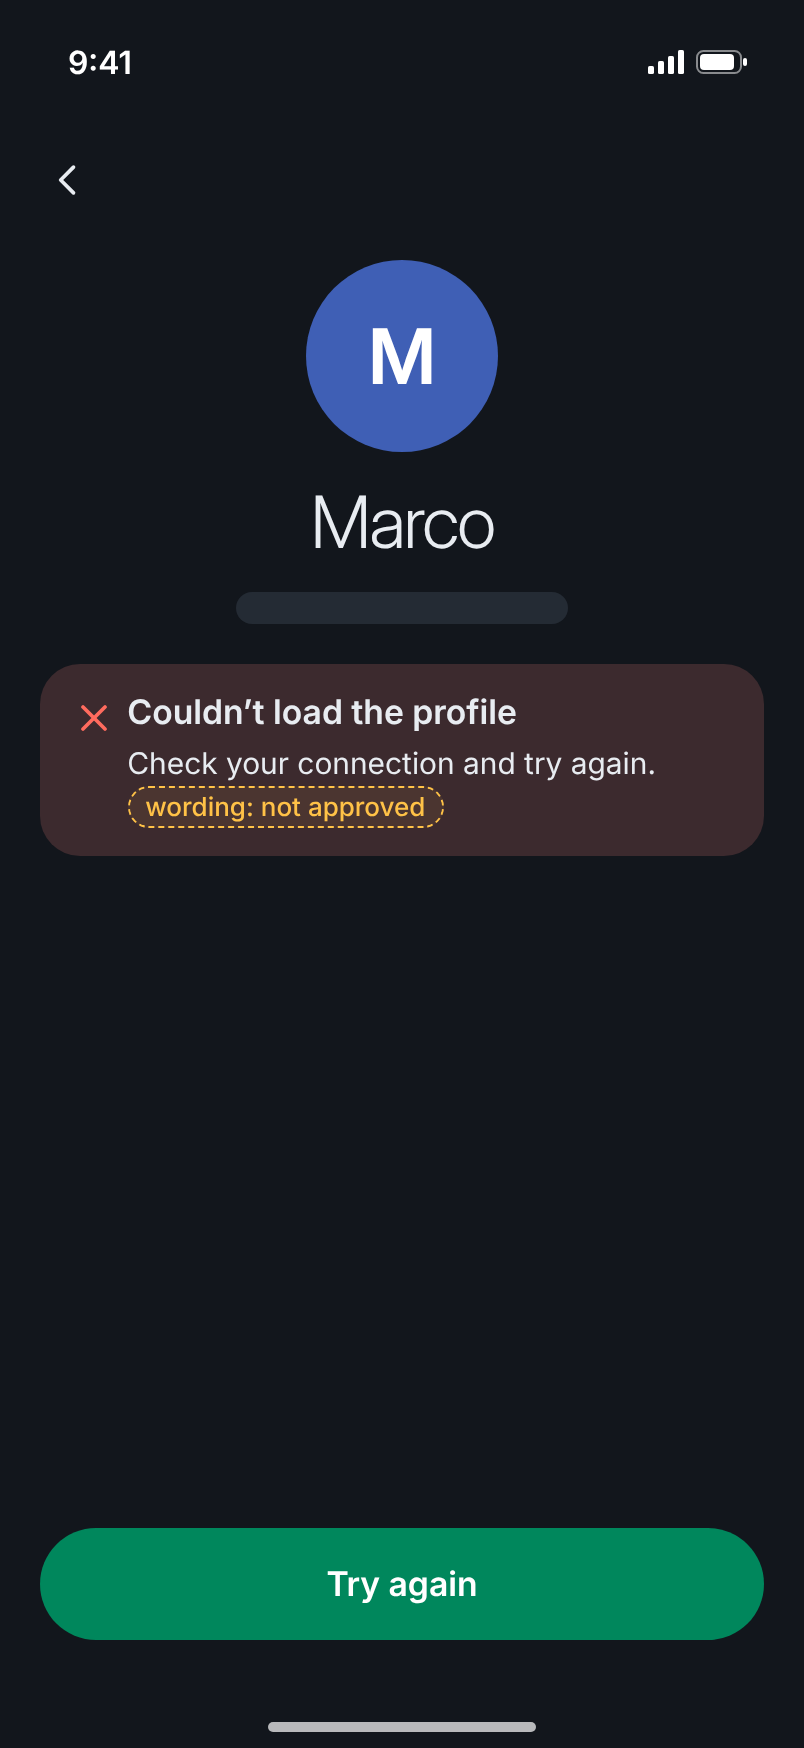 9:41
M
Marco
Couldn’t load the profile
Check your connection and try again.
wording: not approved
Try again